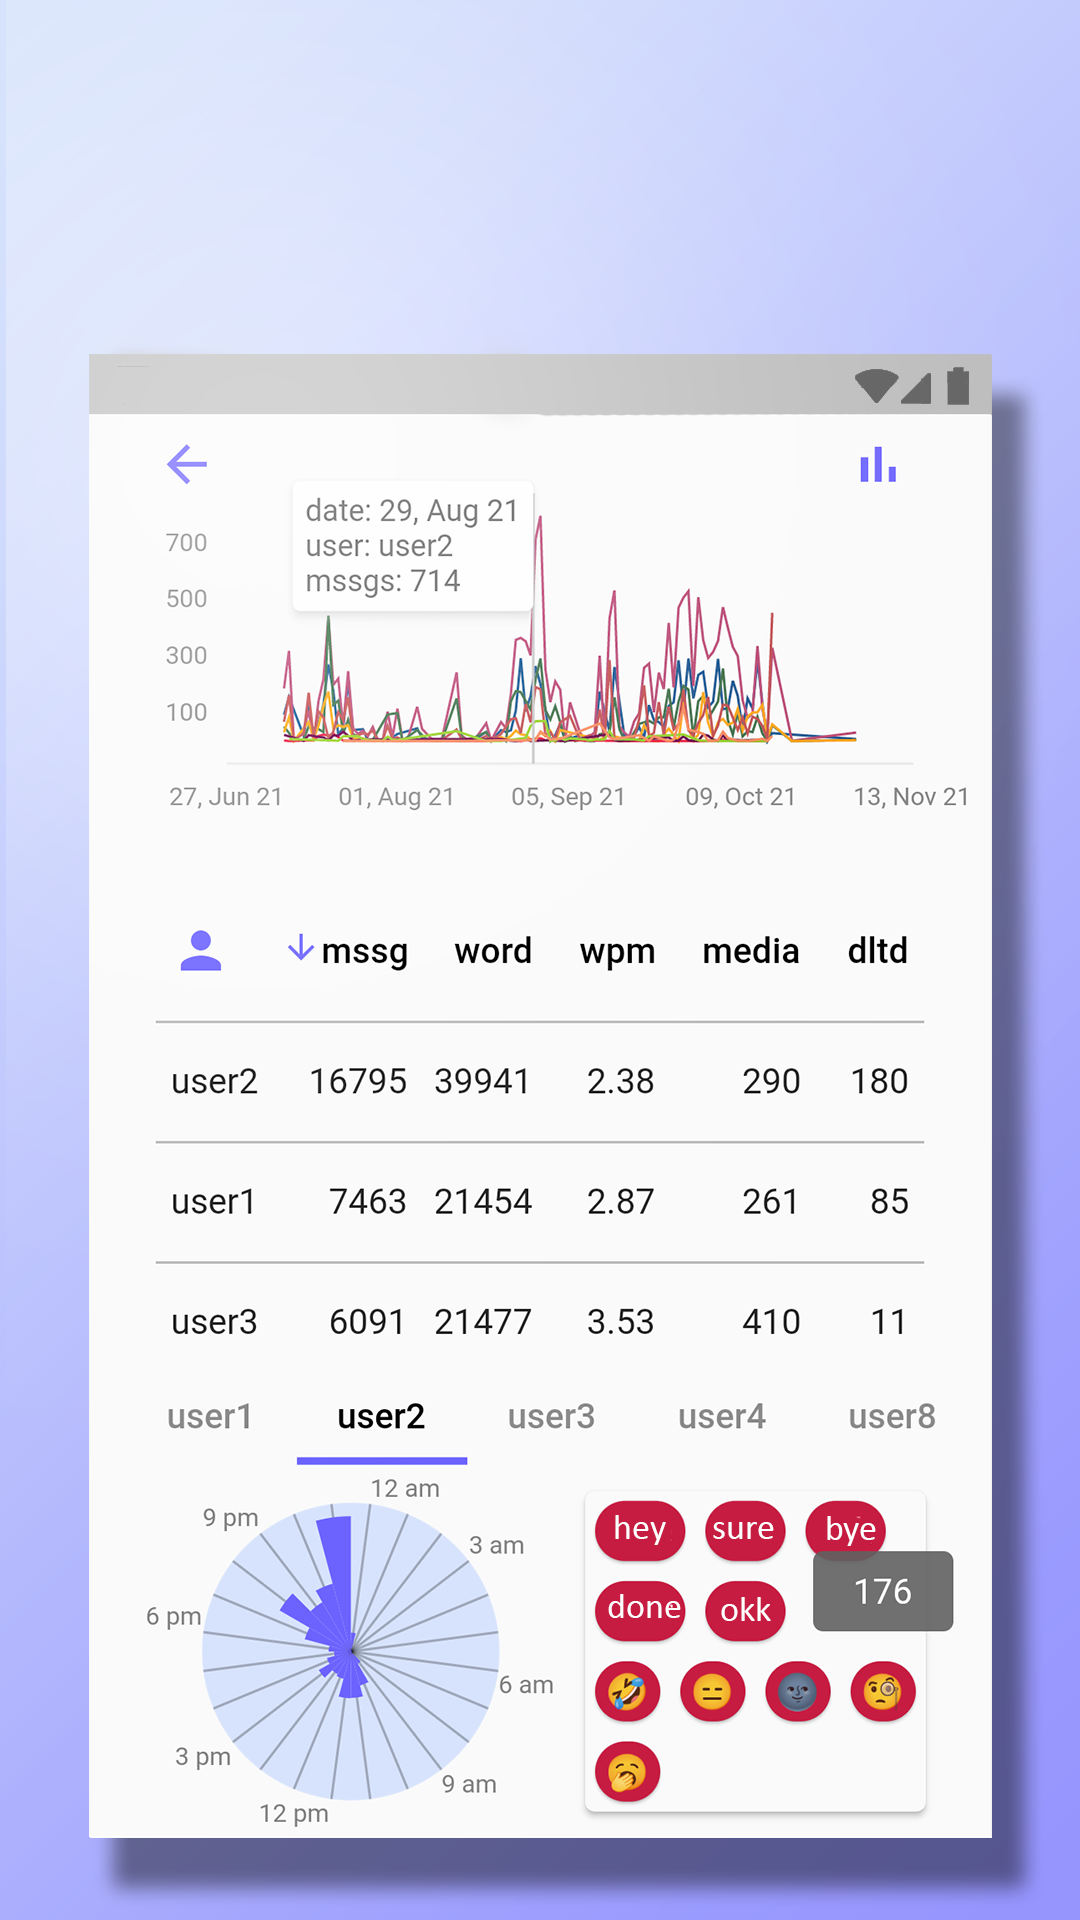 date: 29, Aug 21
user: user2
mssgs: 714
700
500
300
100
27, Jun 21 01, Aug 21 05, Sep 21 09, Oct 21 13, Nov 21
mssg word wpm media dltd
user2 16795 39941 2.38 290 180
user1 7463 21454 2.87 261 85
user3 6091 21477 3.53 410 11
user1 user2 user3 user4 user8
12 am
3 am
6 am
9 am
12 pm
3 pm
6 pm
9 pm
hey sure bye
done okk 176